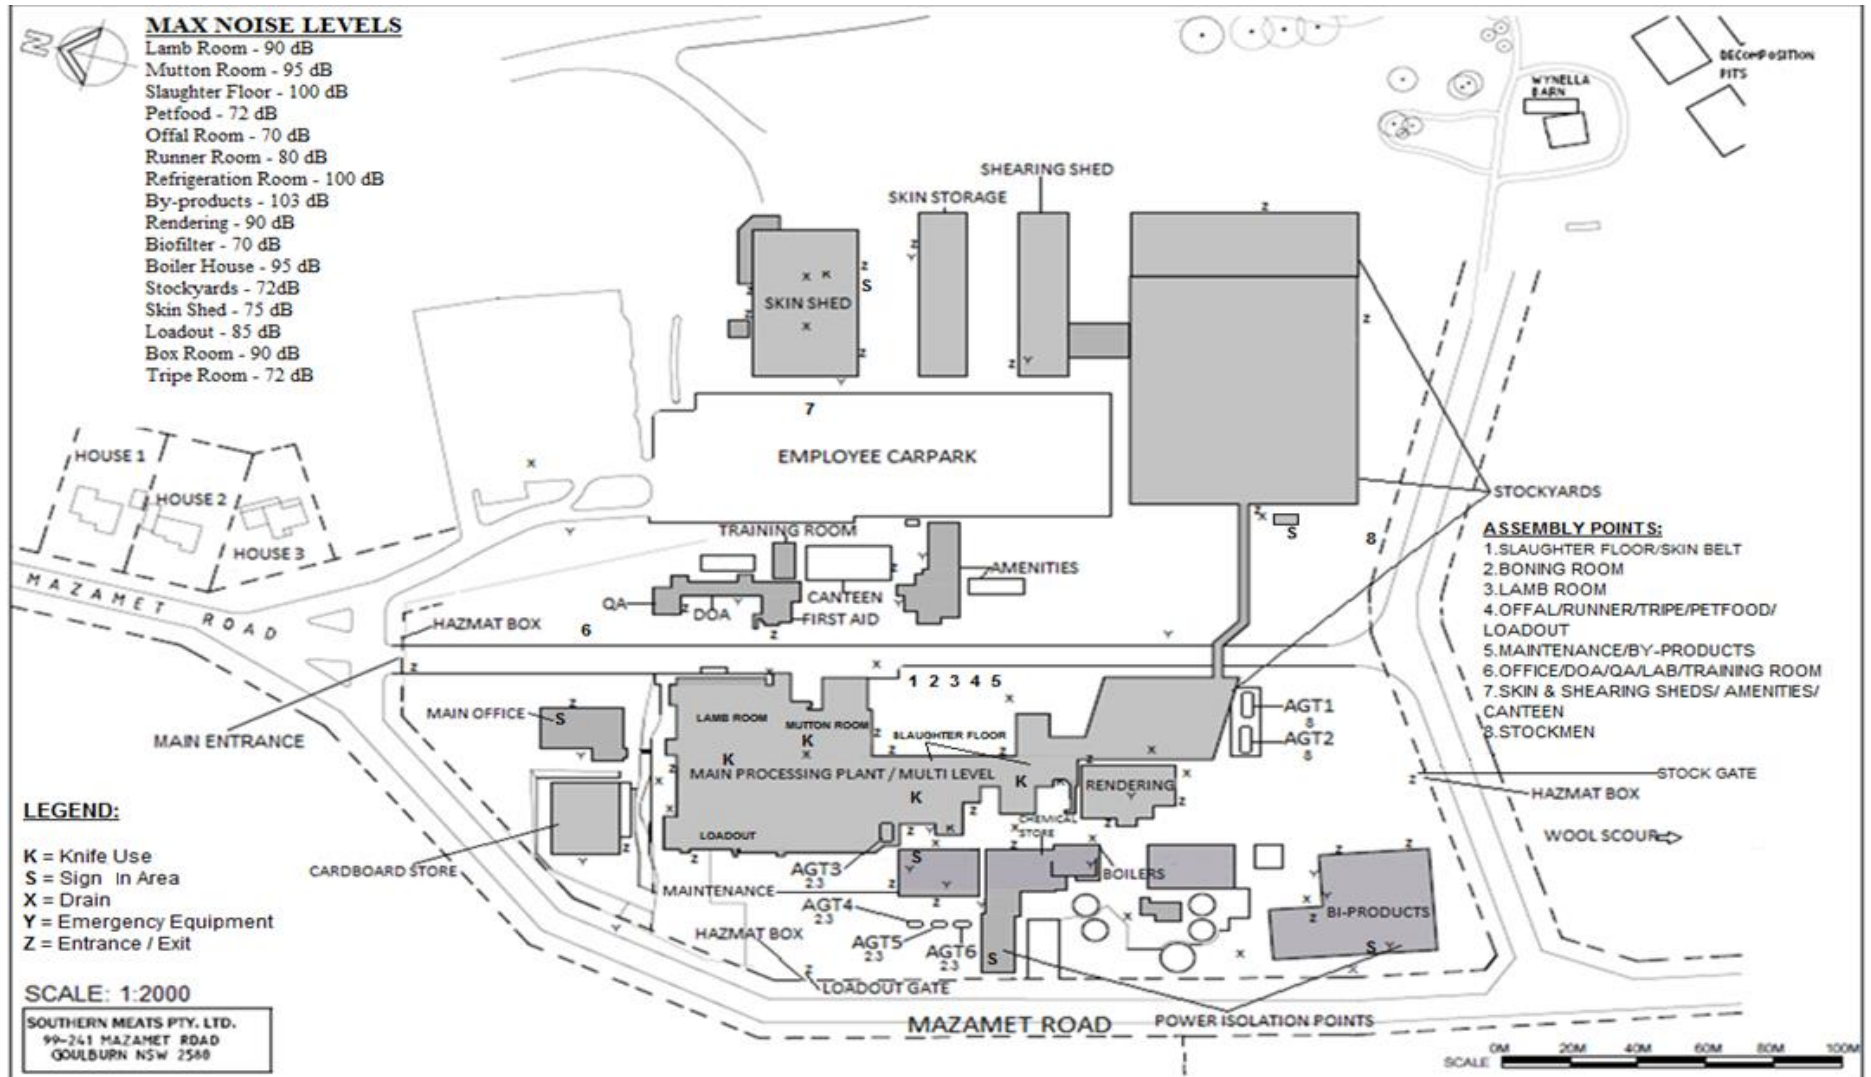 N
MAX NOISE LEVELS
Lamb Room - 90 dB
Mutton Room - 95 dB
Slaughter Floor - 100 dB
Petfood - 72 dB
Offal Room - 70 dB
Runner Room - 80 dB
Refrigeration Room - 100 dB
By-products - 103 dB
Rendering - 90 dB
Biofilter - 70 dB
Boiler House - 95 dB
Stockyards - 72dB
Skin Shed - 75 dB
Loadout - 85 dB
Box Room - 90 dB
Tripe Room - 72 dB
DECOMPOSITION
PITS
WYNELLA
BARN
SHEARING SHED
SKIN STORAGE
SKIN SHED
7
EMPLOYEE CARPARK
HOUSE 1
HOUSE 2
HOUSE 3
MAZAMET ROAD
STOCKYARDS
TRAINING ROOM
AMENITIES
CANTEEN
QA
DOA
FIRST AID
HAZMAT BOX
6
8
ASSEMBLY POINTS:
1.SLAUGHTER FLOOR/SKIN BELT
2.BONING ROOM
3.LAMB ROOM
4.OFFAL/RUNNER/TRIPE/PETFOOD/
LOADOUT
5.MAINTENANCE/BY-PRODUCTS
6.OFFICE/DOA/QA/LAB/TRAINING ROOM
7.SKIN & SHEARING SHEDS/ AMENITIES/
CANTEEN
8.STOCKMEN
1 2 3 4 5
MAIN OFFICE
S
MAIN ENTRANCE
LAMB ROOM
MUTTON ROOM
K
SLAUGHTER FLOOR
MAIN PROCESSING PLANT / MULTI LEVEL
LOADOUT
AGT1
8
AGT2
8
RENDERING
STOCK GATE
HAZMAT BOX
WOOL SCOUR
CHEMICAL
STORE
BOILERS
CARDBOARD STORE
AGT3
2.3
MAINTENANCE
AGT4
2.3
AGT5
2.3
AGT6
2.3
HAZMAT BOX
LOADOUT GATE
BI-PRODUCTS
POWER ISOLATION POINTS
MAZAMET ROAD
LEGEND:
K = Knife Use
S = Sign In Area
X = Drain
Y = Emergency Equipment
Z = Entrance / Exit
SCALE: 1:2000
SOUTHERN MEATS PTY. LTD.
99-241 MAZAMET ROAD
GOULBURN NSW 2580
SCALE 0M 20M 40M 60M 80M 100M